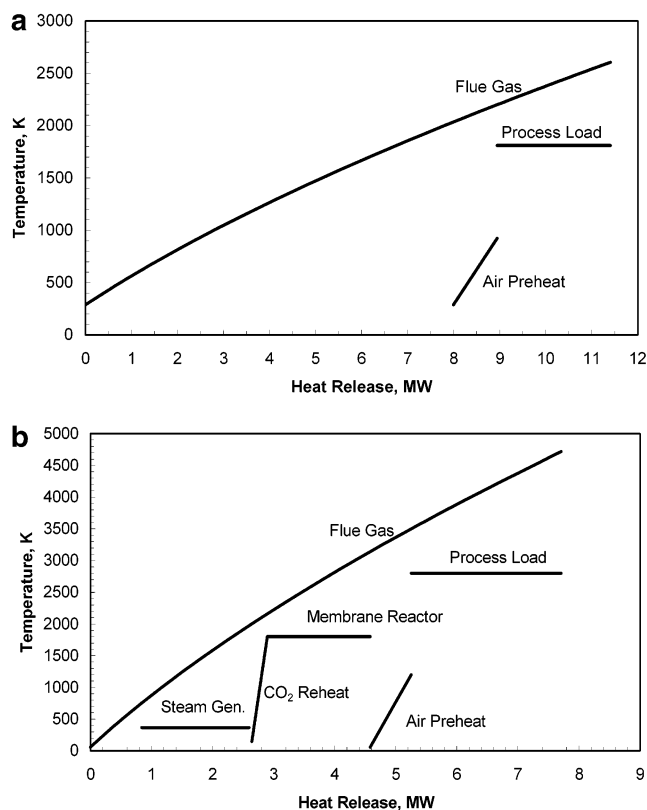 a
3000
2500
2000
1500
1000
500
0
Temperature, K
Flue Gas
Process Load
Air Preheat
0 1 2 3 4 5 6 7 8 9 10 11 12
Heat Release, MW
b
5000
4500
4000
3500
3000
2500
2000
1500
1000
500
0
Temperature, K
Flue Gas
Process Load
Membrane Reactor
Steam Gen.
CO₂ Reheat
Air Preheat
0 1 2 3 4 5 6 7 8 9
Heat Release, MW